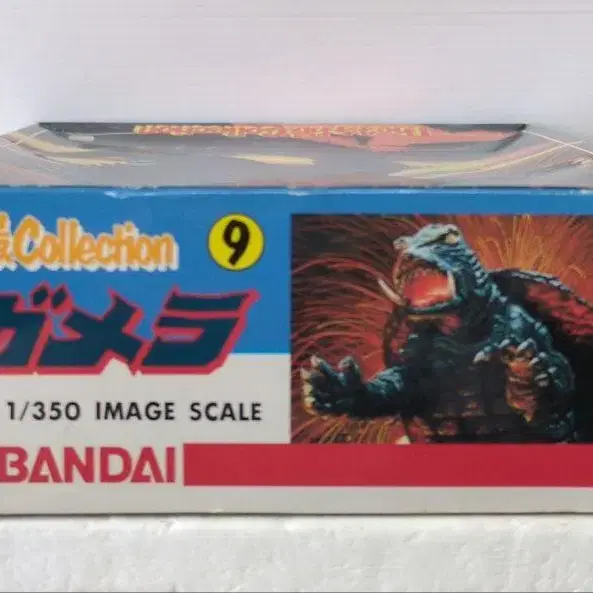 Collection 9
ガメラ
1/350 IMAGE SCALE
BANDAI